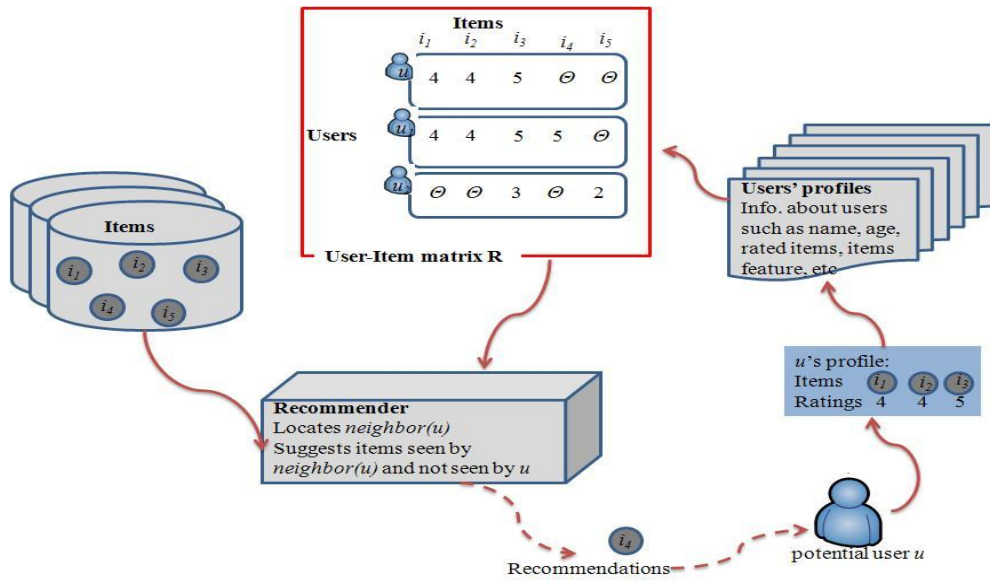 Items
i1 i2 i3 i4 i5
u 4 4 5 Θ Θ
Users
u1 4 4 5 5 Θ
u2 Θ Θ 3 Θ 2
User-Item matrix R
Items
i1 i2 i3
i4 i5
Users' profiles
Info. about users
such as name, age,
rated items, items
feature, etc
u's profile:
Items i1 i2 i3
Ratings 4 4 5
Recommender
Locates neighbor(u)
Suggests items seen by
neighbor(u) and not seen by u
i4
Recommendations
potential user u